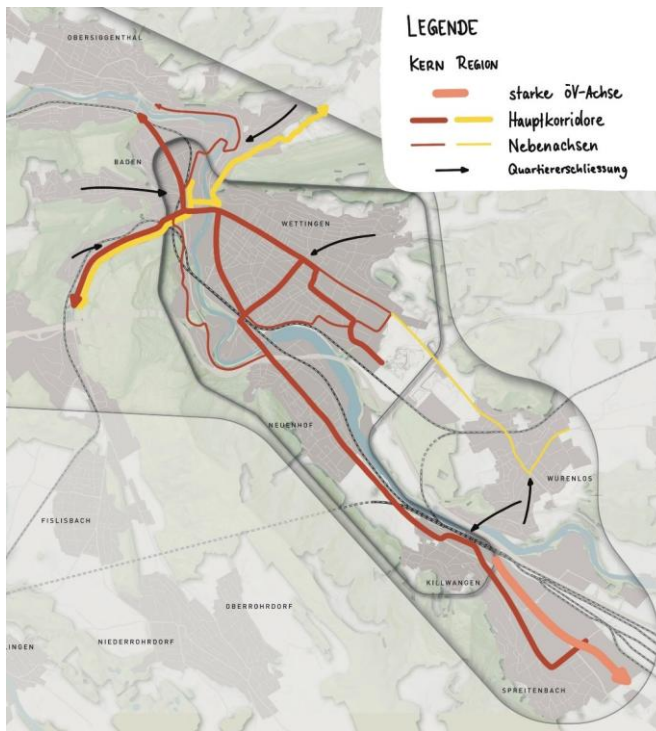 LEGENDE
KERN REGION
starke öV-Achse
Hauptkorridore
Nebenachsen
Quartiererschliessung
OBERSIGGENTHAL
BADEN
WETTINGEN
NEUENHOF
WÜRENLOS
FISLISBACH
KILLWANGEN
OBERROHRDORF
NIEDERROHRDORF
LINGEN
SPREITENBACH